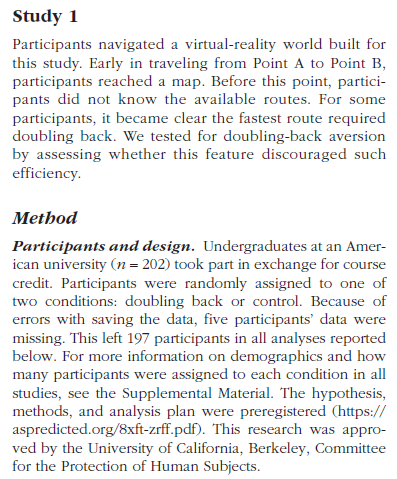 Study 1
Participants navigated a virtual-reality world built for
this study. Early in traveling from Point A to Point B,
participants reached a map. Before this point, partici-
pants did not know the available routes. For some
participants, it became clear the fastest route required
doubling back. We tested for doubling-back aversion
by assessing whether this feature discouraged such
efficiency.
Method
Participants and design. Undergraduates at an Amer-
ican university (n = 202) took part in exchange for course
credit. Participants were randomly assigned to one of
two conditions: doubling back or control. Because of
errors with saving the data, five participants’ data were
missing. This left 197 participants in all analyses reported
below. For more information on demographics and how
many participants were assigned to each condition in all
studies, see the Supplemental Material. The hypothesis,
methods, and analysis plan were preregistered (https://
aspredicted.org/8xft-zrff.pdf). This research was appro-
ved by the University of California, Berkeley, Committee
for the Protection of Human Subjects.